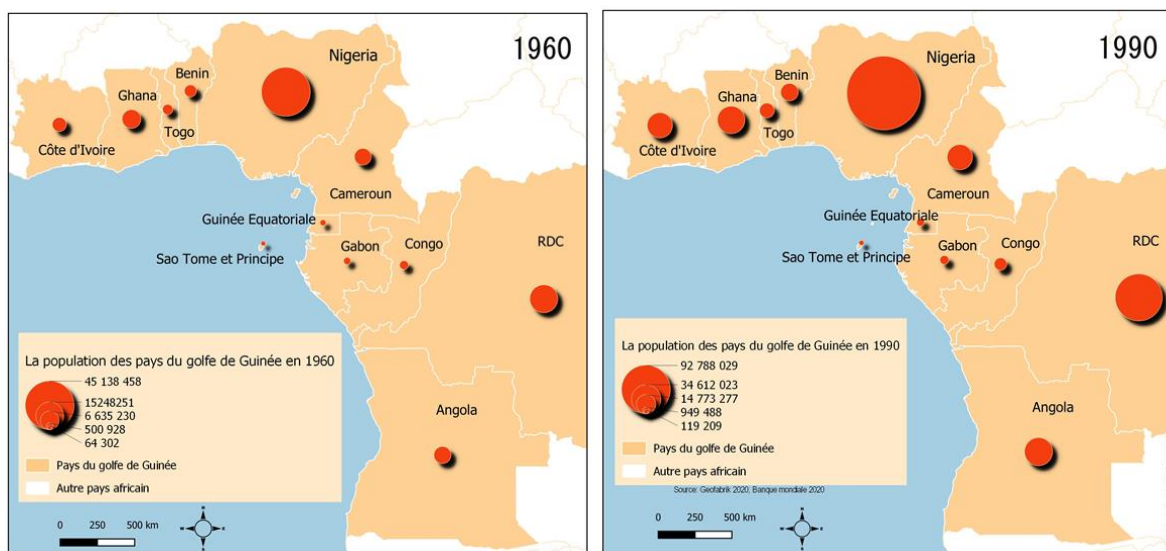 1960
Nigeria
Benin
Ghana
Togo
Côte d'Ivoire
Cameroun
Guinée Equatoriale
Sao Tome et Principe
Gabon
Congo
RDC
Angola
La population des pays du golfe de Guinée en 1960
45 138 458
15248251
6 635 230
500 928
64 302
Pays du golfe de Guinée
Autre pays africain
0 250 500 km
1990
Nigeria
Benin
Ghana
Togo
Côte d'Ivoire
Cameroun
Guinée Equatoriale
Sao Tome et Principe
Gabon
Congo
RDC
Angola
La population des pays du golfe de Guinée en 1990
92 788 029
34 612 023
14 773 277
949 488
119 209
Pays du golfe de Guinée
Autre pays africain
Source: Geofabrik 2020; Banque mondiale 2020
0 250 500 km